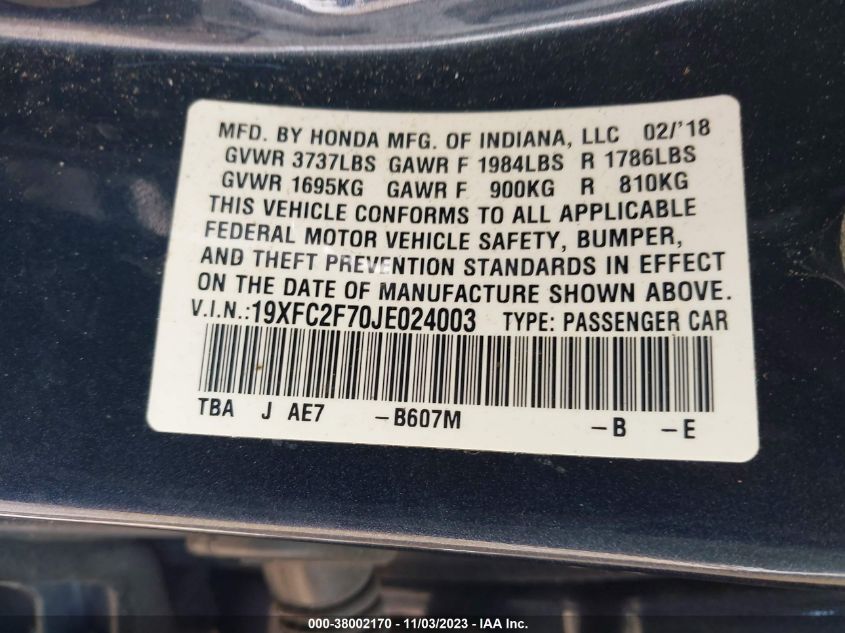 MFD. BY HONDA MFG. OF INDIANA, LLC 02/'18
GVWR 3737LBS GAWR F 1984LBS R 1786LBS
GVWR 1695KG GAWR F 900KG R 810KG
THIS VEHICLE CONFORMS TO ALL APPLICABLE
FEDERAL MOTOR VEHICLE SAFETY, BUMPER,
AND THEFT PREVENTION STANDARDS IN EFFECT
ON THE DATE OF MANUFACTURE SHOWN ABOVE.
V.I.N.:19XFC2F70JE024003 TYPE: PASSENGER CAR
TBA J AE7 –B607M –B –E
000-38002170 - 11/03/2023 - IAA Inc.